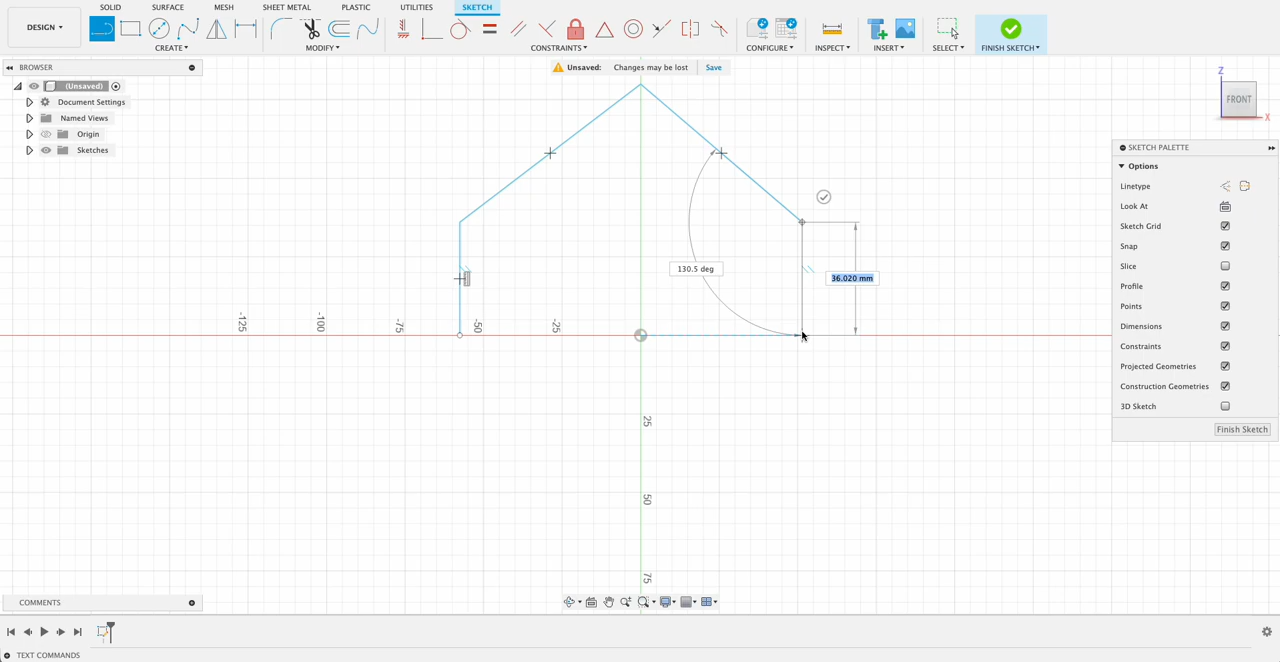 SOLID SURFACE MESH SHEET METAL PLASTIC UTILITIES SKETCH
DESIGN
CREATE MODIFY CONSTRAINTS CONFIGURE INSPECT INSERT SELECT FINISH SKETCH
BROWSER
Unsaved: Changes may be lost Save
(Unsaved)
Document Settings
Named Views
Origin
Sketches
Z
FRONT
X
SKETCH PALETTE
Options
Linetype
Look At
Sketch Grid
Snap
Slice
Profile
Points
Dimensions
Constraints
Projected Geometries
Construction Geometries
3D Sketch
Finish Sketch
130.5 deg
36.020 mm
-125
-100
-75
-50
-25
25
50
75
COMMENTS
TEXT COMMANDS